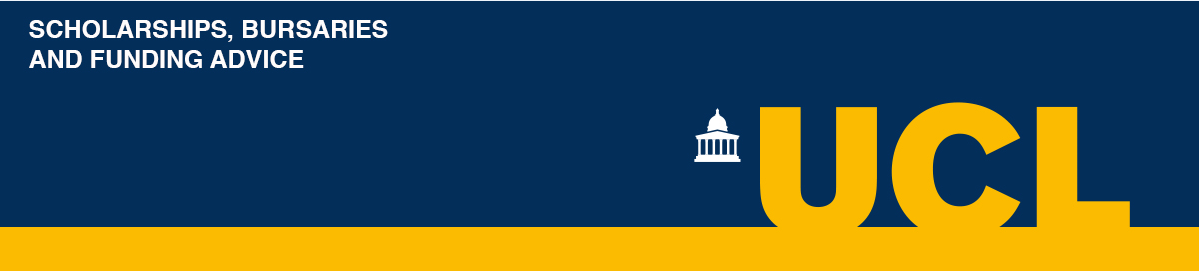 SCHOLARSHIPS, BURSARIES
AND FUNDING ADVICE
UCL